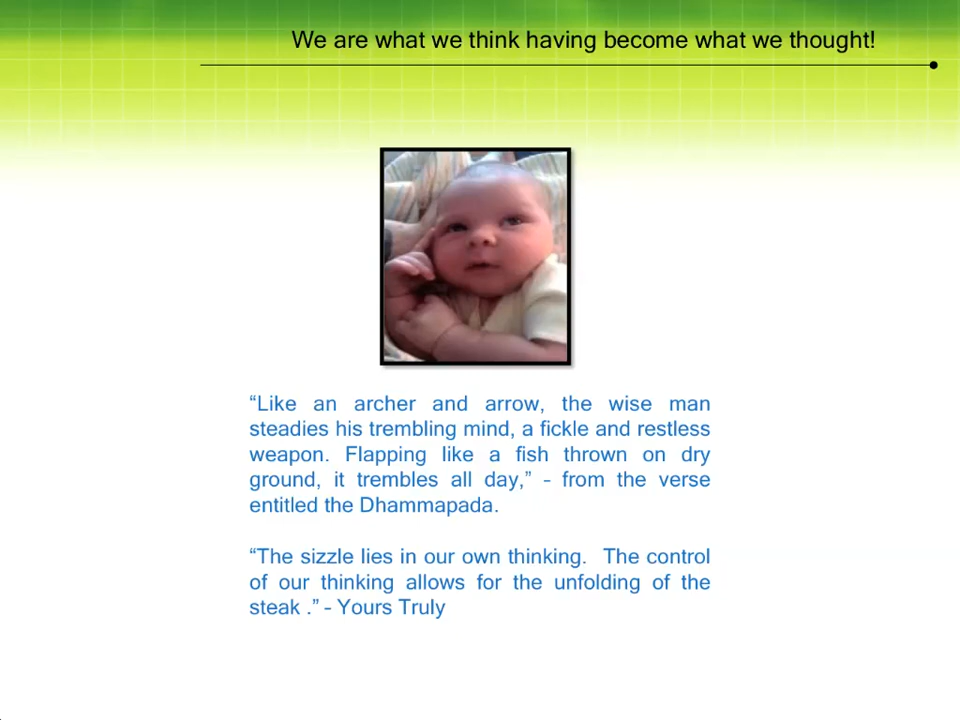 We are what we think having become what we thought!
“Like an archer and arrow, the wise man
steadies his trembling mind, a fickle and restless
weapon. Flapping like a fish thrown on dry
ground, it trembles all day,” – from the verse
entitled the Dhammapada.
“The sizzle lies in our own thinking.  The control
of our thinking allows for the unfolding of the
steak .” – Yours Truly